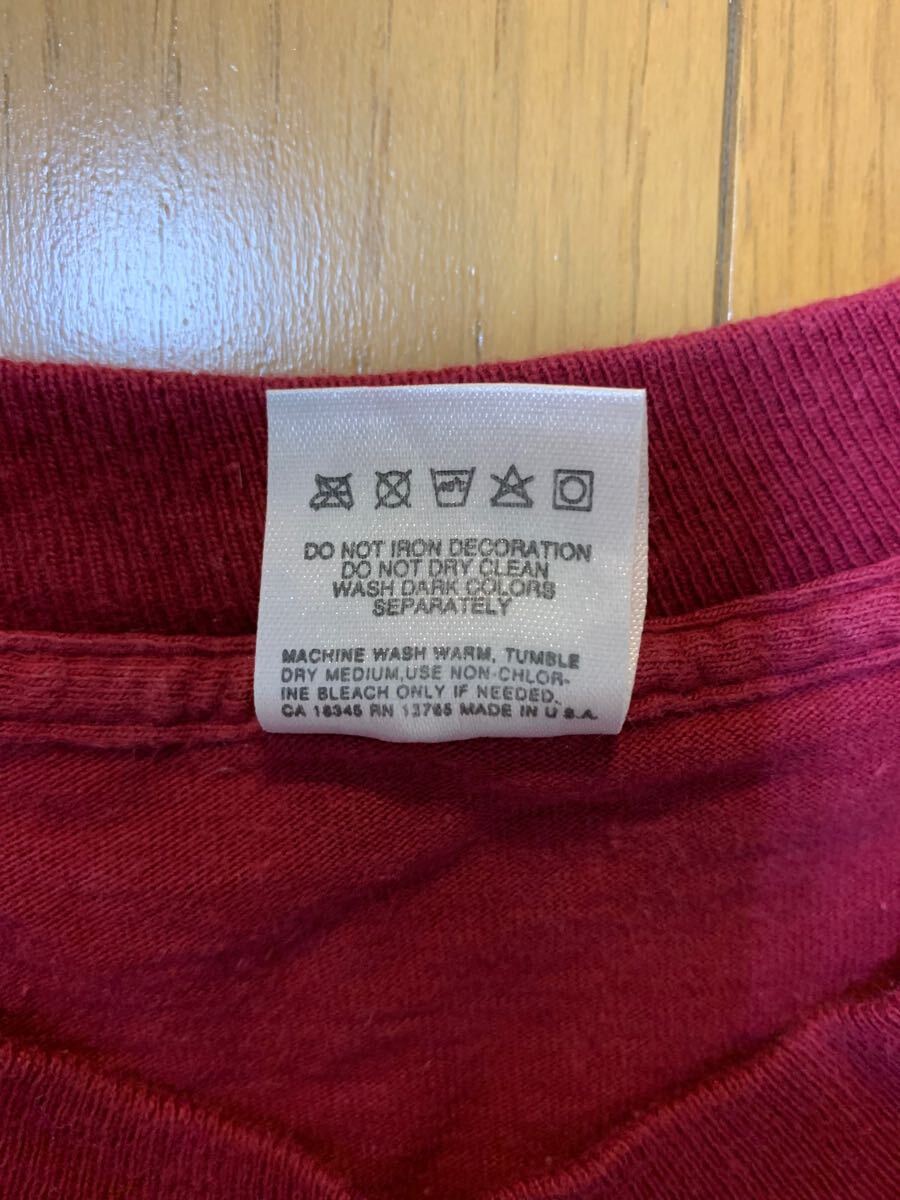 40°C
DO NOT IRON DECORATION
DO NOT DRY CLEAN
WASH DARK COLORS
SEPARATELY
MACHINE WASH WARM, TUMBLE
DRY MEDIUM,USE NON-CHLOR-
INE BLEACH ONLY IF NEEDED.
CA 18345 RN 13765 MADE IN U.S.A.